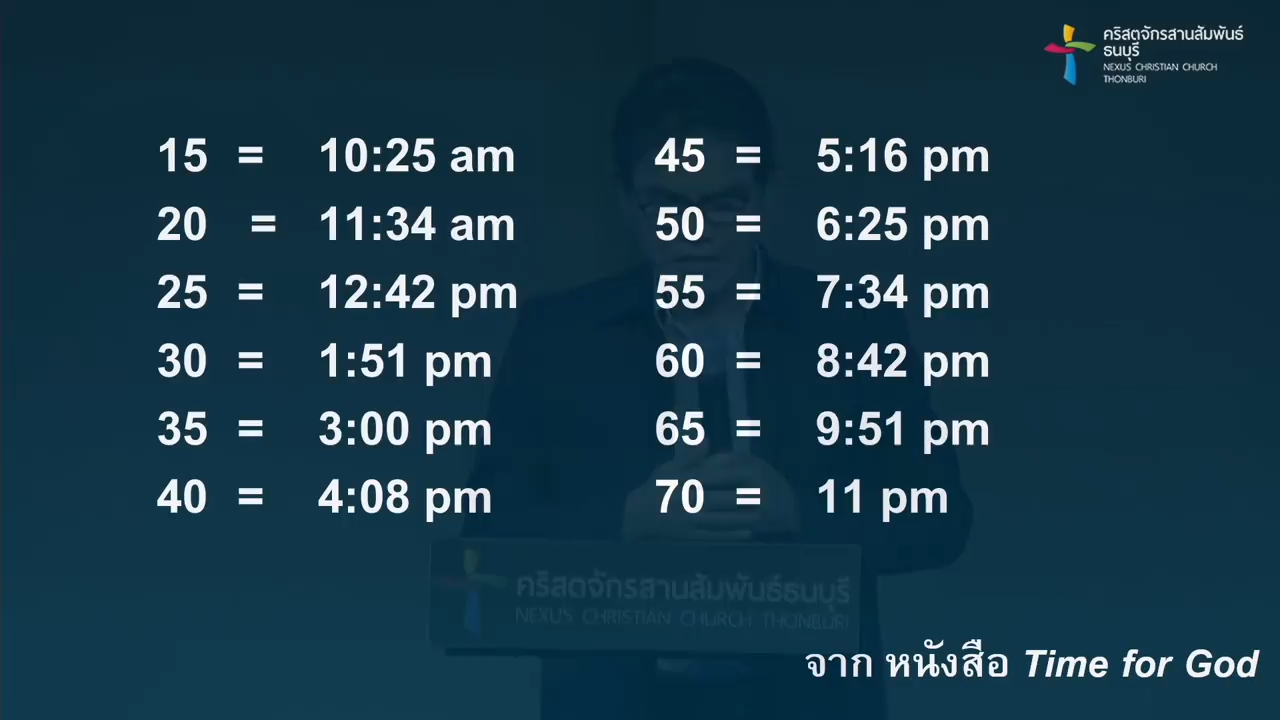 คริสตจักรสานสัมพันธ์
ธนบุรี
NEXUS CHRISTIAN CHURCH
THONBURI
15 = 10:25 am
20 = 11:34 am
25 = 12:42 pm
30 = 1:51 pm
35 = 3:00 pm
40 = 4:08 pm
45 = 5:16 pm
50 = 6:25 pm
55 = 7:34 pm
60 = 8:42 pm
65 = 9:51 pm
70 = 11 pm
คริสตจักรสานสัมพันธ์ธนบุรี
NEXUS CHRISTIAN CHURCH THONBURI
จาก หนังสือ Time for God